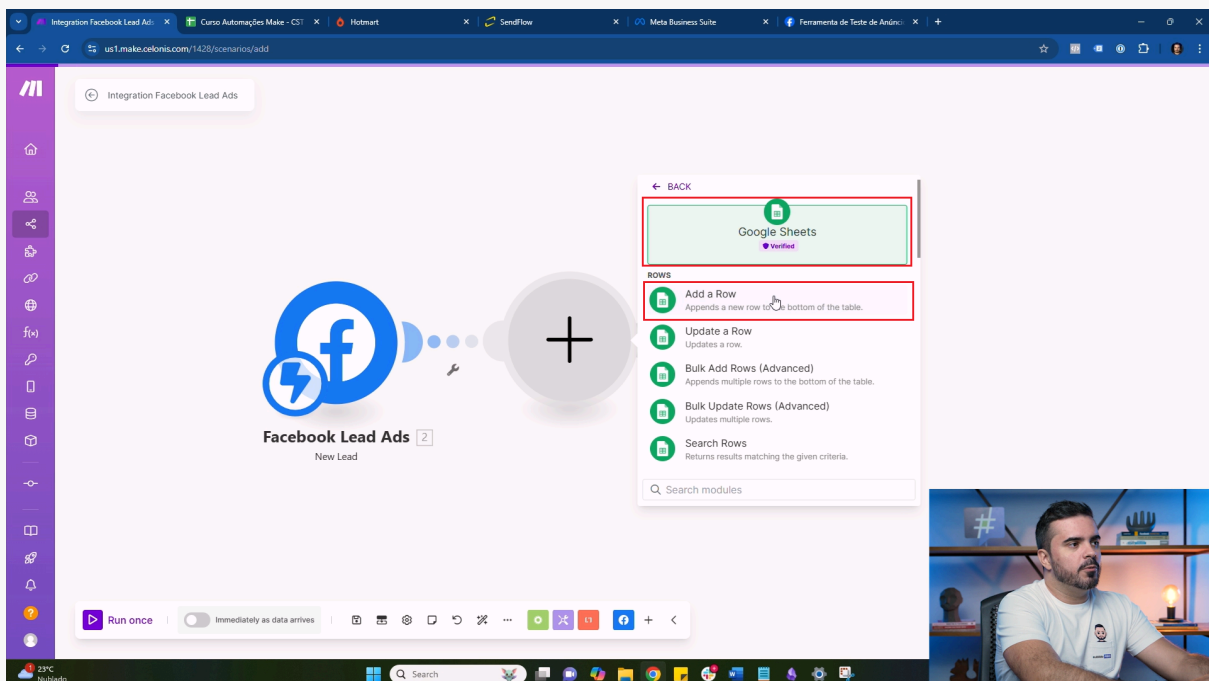 Integration Facebook Lead Ads
Curso Automações Make - CST
Hotmart
SendFlow
Meta Business Suite
Ferramenta de Teste de Anúnci
us1.make.celonis.com/1428/scenarios/add
Integration Facebook Lead Ads
BACK
Google Sheets
Verified
ROWS
Add a Row
Appends a new row to the bottom of the table.
Update a Row
Updates a row.
Bulk Add Rows (Advanced)
Appends multiple rows to the bottom of the table.
Bulk Update Rows (Advanced)
Updates multiple rows.
Search Rows
Returns results matching the given criteria.
Search modules
Facebook Lead Ads 2
New Lead
Run once
Immediately as data arrives
23°C
Nublado
Search